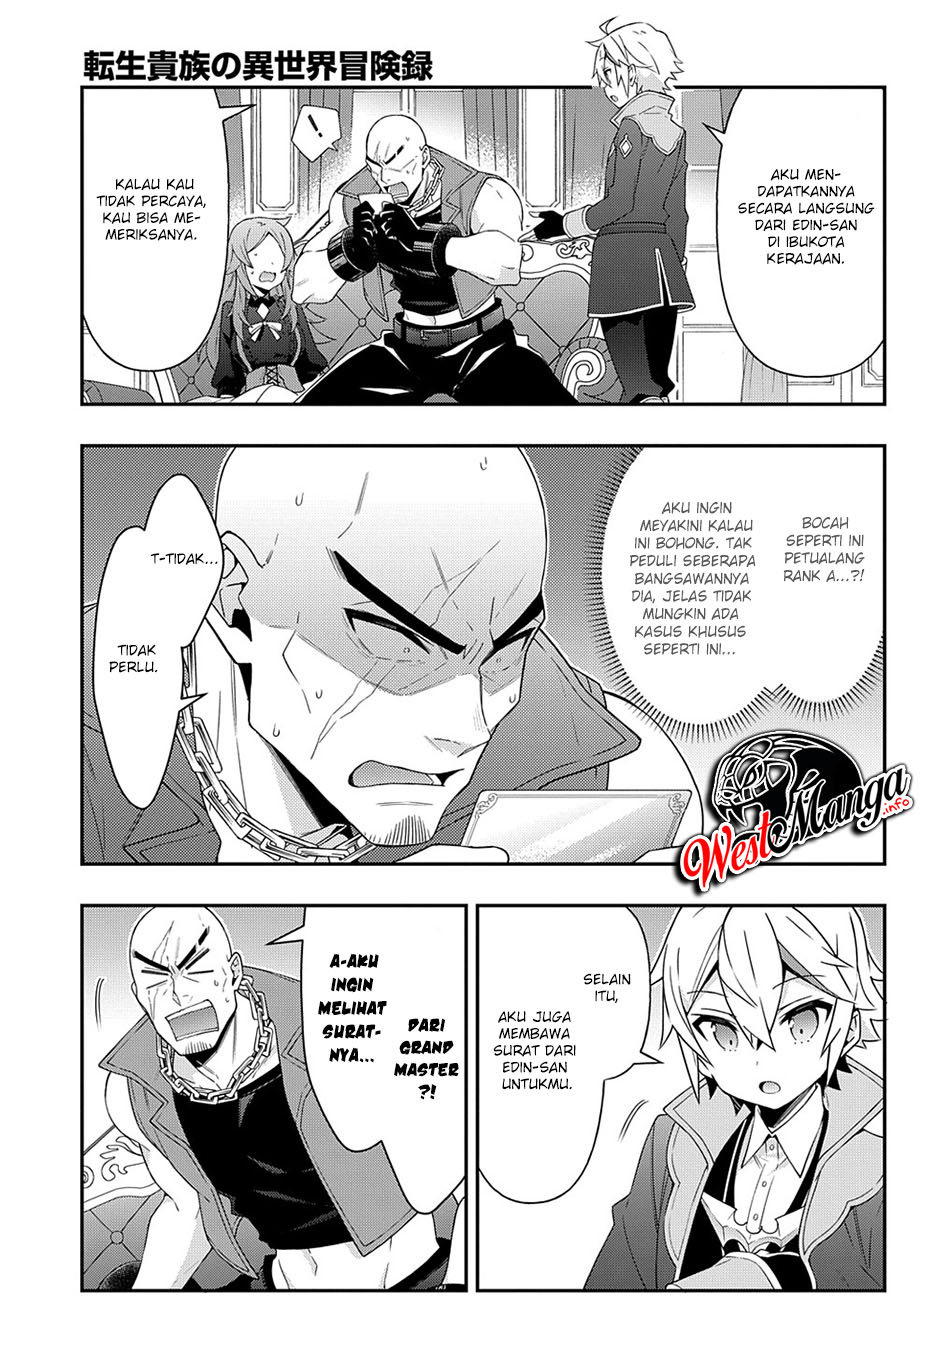 転生貴族の異世界冒険録
AKU MEN-
DAPATKANNYA
SECARA LANGSUNG
DARI EDIN-SAN
DI IBUKOTA
KERAJAAN.
!
KALAU KAU
TIDAK PERCAYA,
KAU BISA ME-
MERIKSANYA.
BOCAH
SEPERTI INI
PETUALANG
RANK A...?!
AKU INGIN
MEYAKINI KALAU
INI BOHONG. TAK
PEDULI SEBERAPA
BANGSAWANNYA
DIA, JELAS TIDAK
MUNGKIN ADA
KASUS KHUSUS
SEPERTI INI...
T-TIDAK...
TIDAK
PERLU.
WestManga
.info
SELAIN
ITU,
AKU JUGA
MEMBAWA
SURAT DARI
EDIN-SAN
UNTUKMU.
DARI
GRAND
MASTER
?!
A-AKU
INGIN
MELIHAT
SURAT-
NYA...